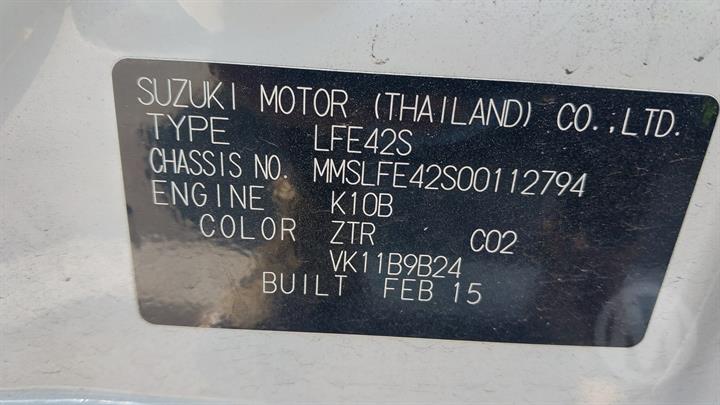 SUZUKI MOTOR (THAILAND) CO.,LTD.
TYPE LFE42S
CHASSIS NO. MMSLFE42S00112794
ENGINE K10B
COLOR ZTR C02
VK11B9B24
BUILT FEB 15